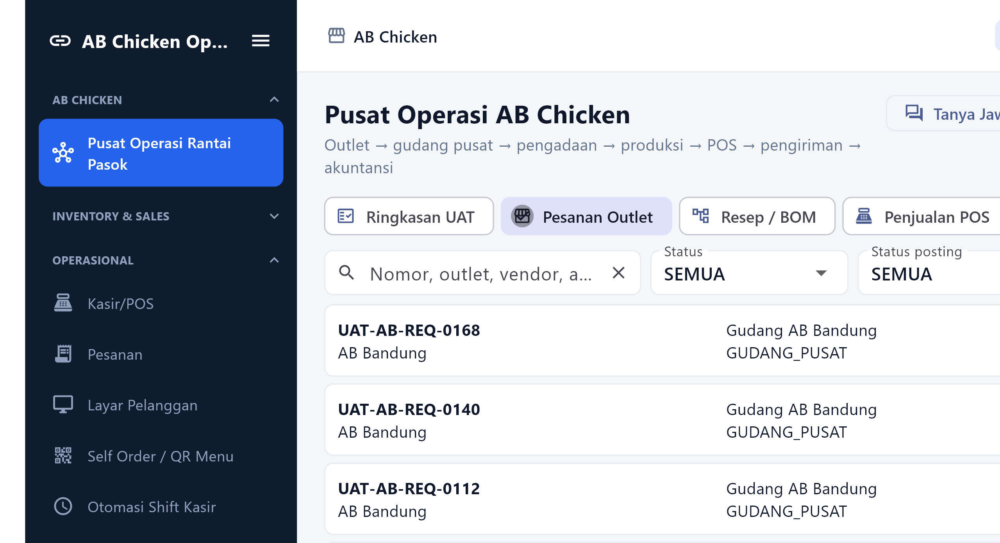 AB Chicken Op...
AB Chicken
AB CHICKEN
Pusat Operasi Rantai
Pasok
INVENTORY & SALES
OPERASIONAL
Kasir/POS
Pesanan
Layar Pelanggan
Self Order / QR Menu
Otomasi Shift Kasir
Pusat Operasi AB Chicken
Tanya Jaw
Outlet → gudang pusat → pengadaan → produksi → POS → pengiriman →
akuntansi
Ringkasan UAT
Pesanan Outlet
Resep / BOM
Penjualan POS
Nomor, outlet, vendor, a...
Status
SEMUA
Status posting
SEMUA
UAT-AB-REQ-0168
AB Bandung
Gudang AB Bandung
GUDANG_PUSAT
UAT-AB-REQ-0140
AB Bandung
Gudang AB Bandung
GUDANG_PUSAT
UAT-AB-REQ-0112
AB Bandung
Gudang AB Bandung
GUDANG_PUSAT